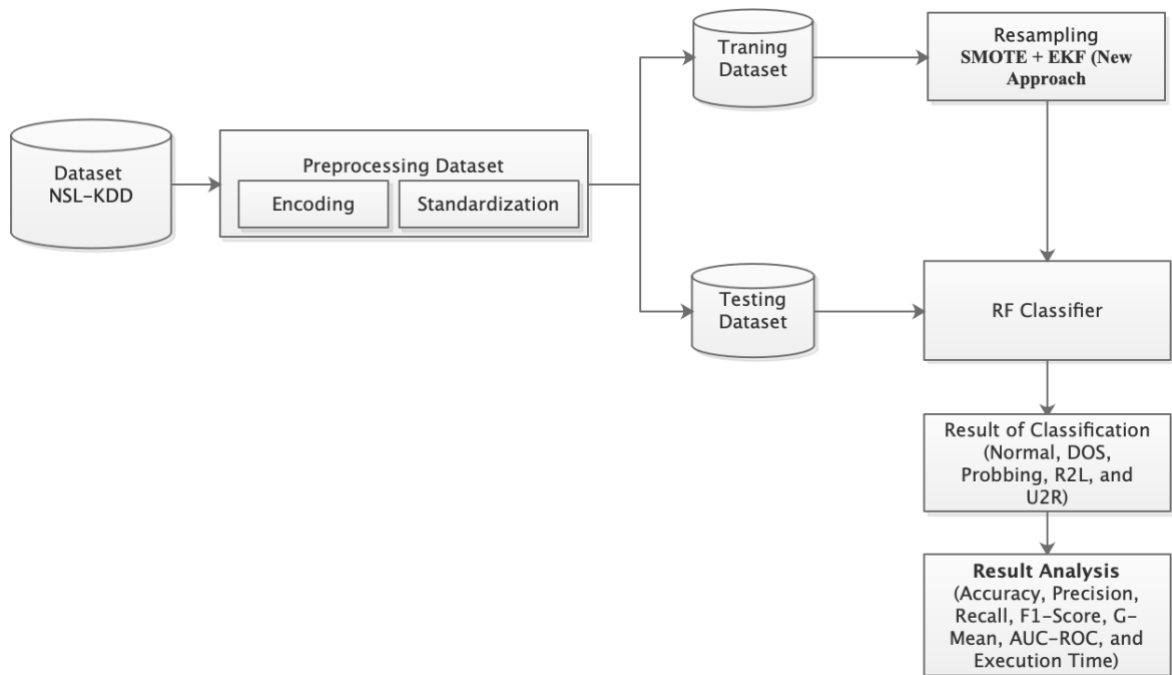 Dataset
NSL-KDD
Preprocessing Dataset
Encoding
Standardization
Traning
Dataset
Resampling
SMOTE + EKF (New
Approach
Testing
Dataset
RF Classifier
Result of Classification
(Normal, DOS,
Probbing, R2L, and
U2R)
Result Analysis
(Accuracy, Precision,
Recall, F1-Score, G-
Mean, AUC-ROC, and
Execution Time)